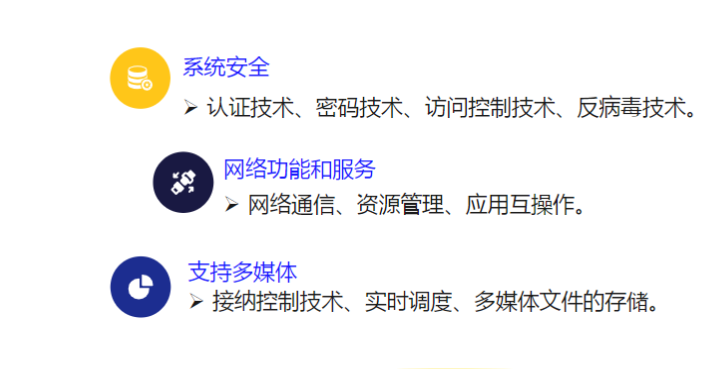 系统安全
➢ 认证技术、密码技术、访问控制技术、反病毒技术。
网络功能和服务
➢ 网络通信、资源管理、应用互操作。
支持多媒体
➢ 接纳控制技术、实时调度、多媒体文件的存储。